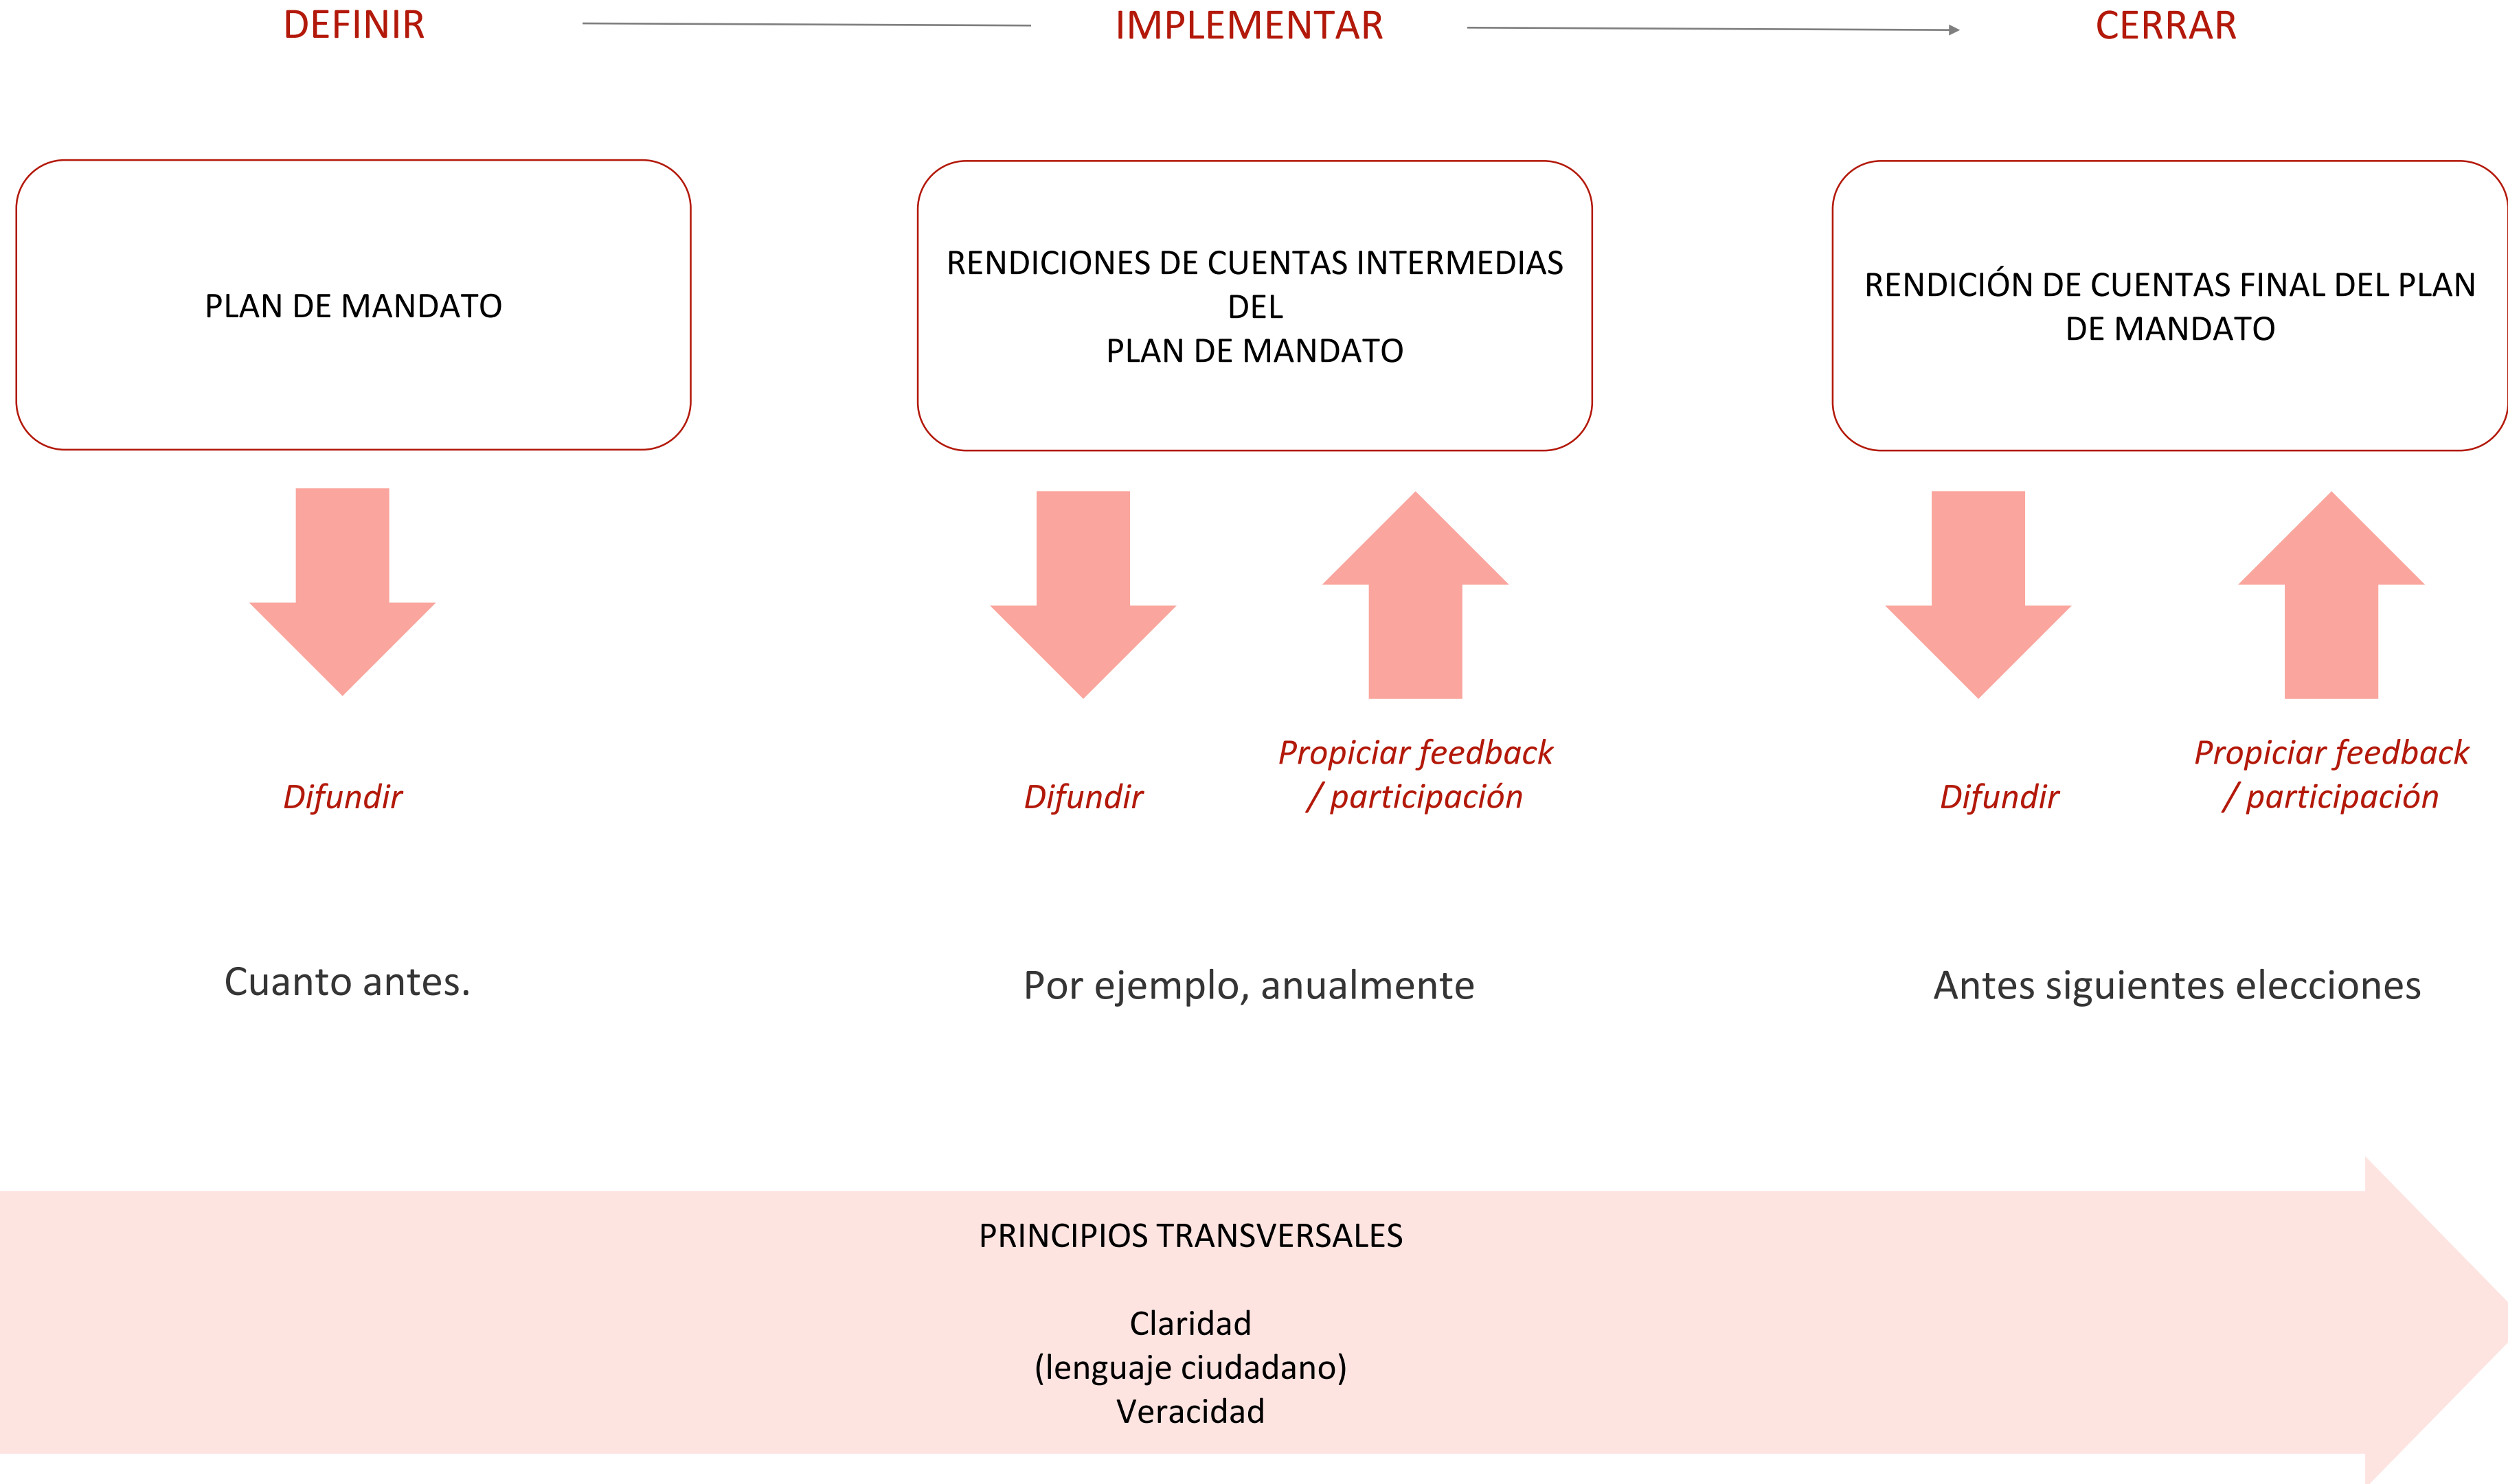 DEFINIR
IMPLEMENTAR
CERRAR
PLAN DE MANDATO
RENDICIONES DE CUENTAS INTERMEDIAS
DEL
PLAN DE MANDATO
RENDICIÓN DE CUENTAS FINAL DEL PLAN
DE MANDATO
Difundir
Difundir
Propiciar feedback
/ participación
Difundir
Propiciar feedback
/ participación
Cuanto antes.
Por ejemplo, anualmente
Antes siguientes elecciones
PRINCIPIOS TRANSVERSALES
Claridad
(lenguaje ciudadano)
Veracidad